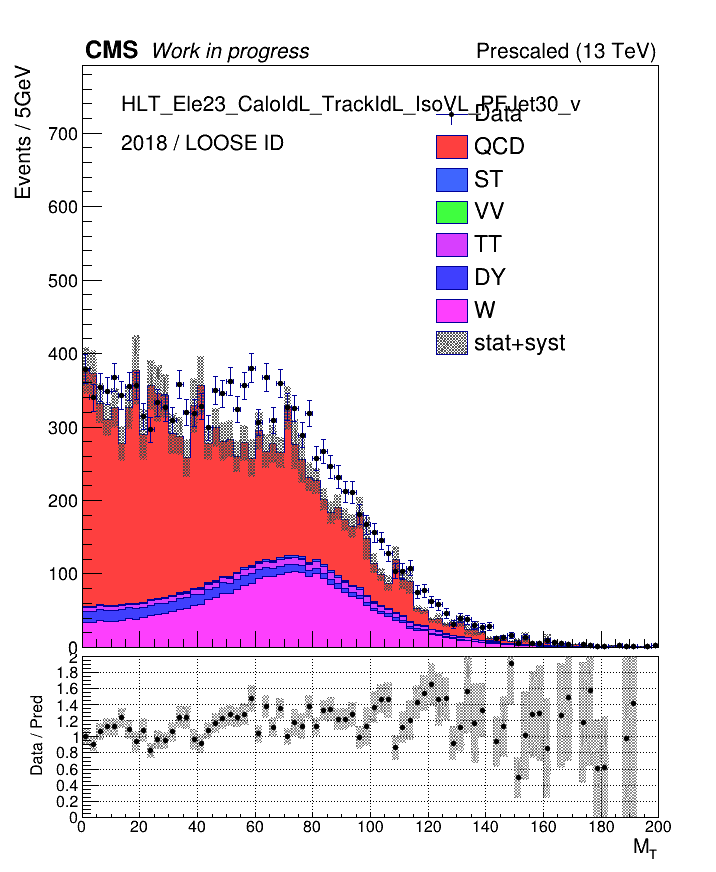 CMS Work in progress Prescaled (13 TeV)
Events / 5GeV
HLT_Ele23_CaloIdL_TrackIdL_IsoVL_PFJet30_v
2018 / LOOSE ID
Data
QCD
ST
VV
TT
DY
W
stat+syst
700
600
500
400
300
200
100
0
Data / Pred
2
1.8
1.6
1.4
1.2
1
0.8
0.6
0.4
0.2
0
0 20 40 60 80 100 120 140 160 180 200
M_T